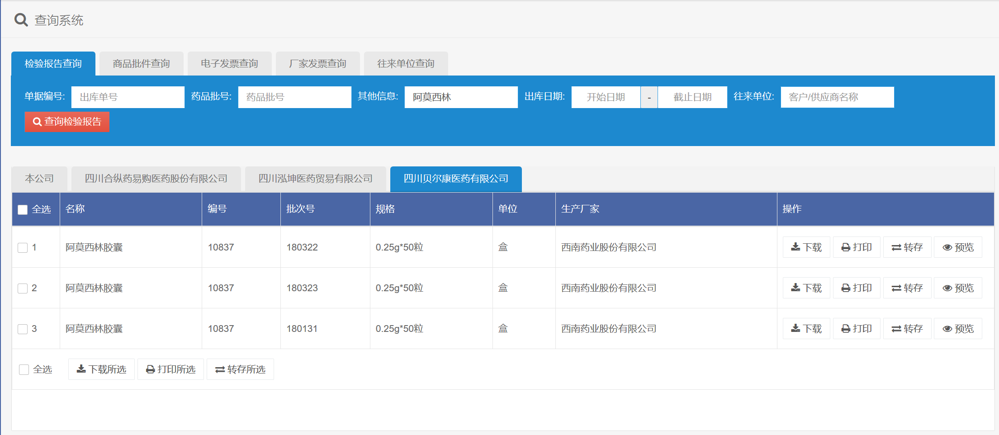 查询系统
检验报告查询 商品批件查询 电子发票查询 厂家发票查询 往来单位查询
单据编号: 出库单号 药品批号: 药品批号 其他信息: 阿莫西林 出库日期: 开始日期 - 截止日期 往来单位: 客户/供应商名称
查询检验报告
本公司 四川合纵药易购医药股份有限公司 四川泓坤医药贸易有限公司 四川贝尔康医药有限公司
全选 名称 编号 批次号 规格 单位 生产厂家 操作
1 阿莫西林胶囊 10837 180322 0.25g*50粒 盒 西南药业股份有限公司 下载 打印 转存 预览
2 阿莫西林胶囊 10837 180323 0.25g*50粒 盒 西南药业股份有限公司 下载 打印 转存 预览
3 阿莫西林胶囊 10837 180131 0.25g*50粒 盒 西南药业股份有限公司 下载 打印 转存 预览
全选 下载所选 打印所选 转存所选